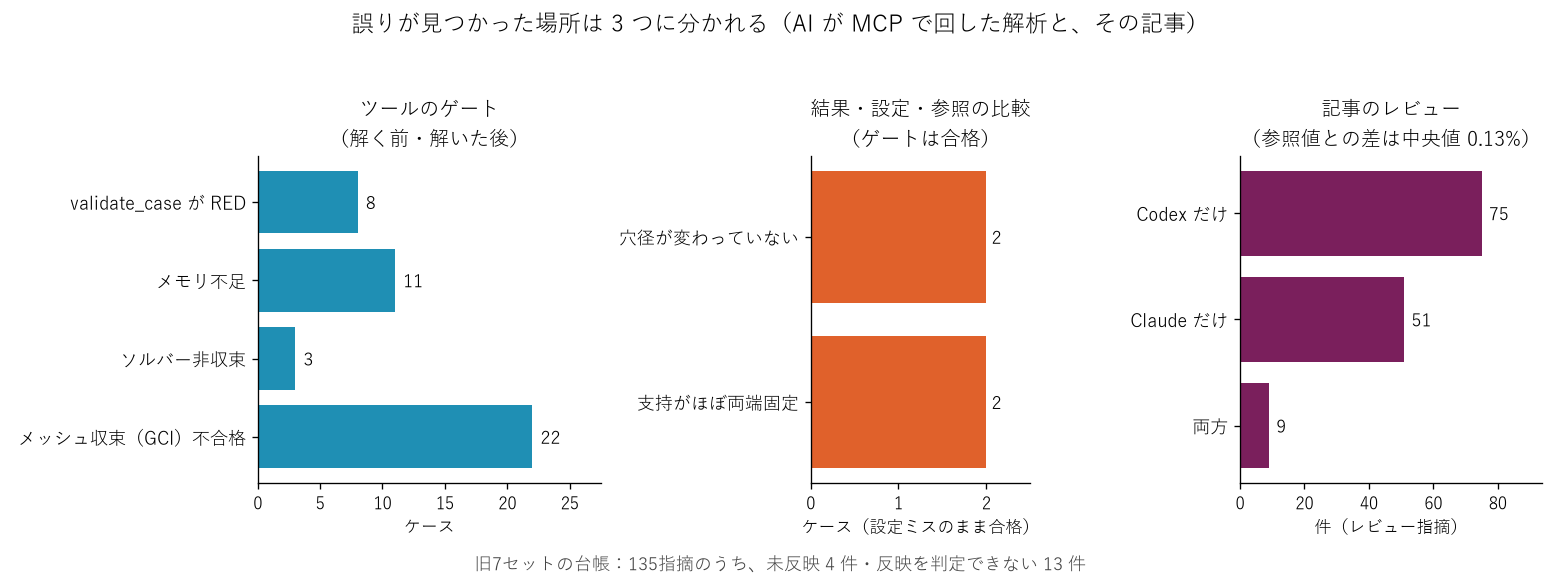 誤りが見つかった場所は 3 つに分かれる（AI が MCP で回した解析と、その記事）
ツールのゲート
（解く前・解いた後）
validate_case が RED
8
メモリ不足
11
ソルバー非収束
3
メッシュ収束（GCI）不合格
22
0 5 10 15 20 25
ケース
結果・設定・参照の比較
（ゲートは合格）
穴径が変わっていない
2
支持がほぼ両端固定
2
0 1 2
ケース（設定ミスのまま合格）
記事のレビュー
（参照値との差は中央値 0.13%）
Codex だけ
75
Claude だけ
51
両方
9
0 20 40 60 80
件（レビュー指摘）
旧7セットの台帳：135指摘のうち、未反映 4 件・反映を判定できない 13 件